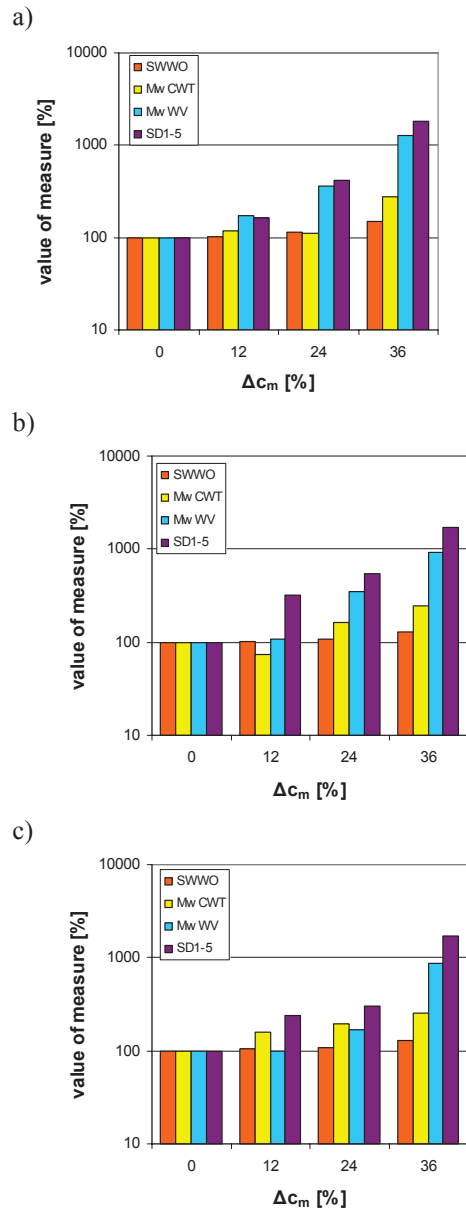 a)
10000
SWWO
Mw CWT
Mw WV
SD1-5
1000
100
10
value of measure [%]
0 12 24 36
Δcm [%]
b)
10000
SWWO
Mw CWT
Mw WV
SD1-5
1000
100
10
value of measure [%]
0 12 24 36
Δcm [%]
c)
10000
SWWO
Mw CWT
Mw WV
SD1-5
1000
100
10
value of measure [%]
0 12 24 36
Δcm [%]